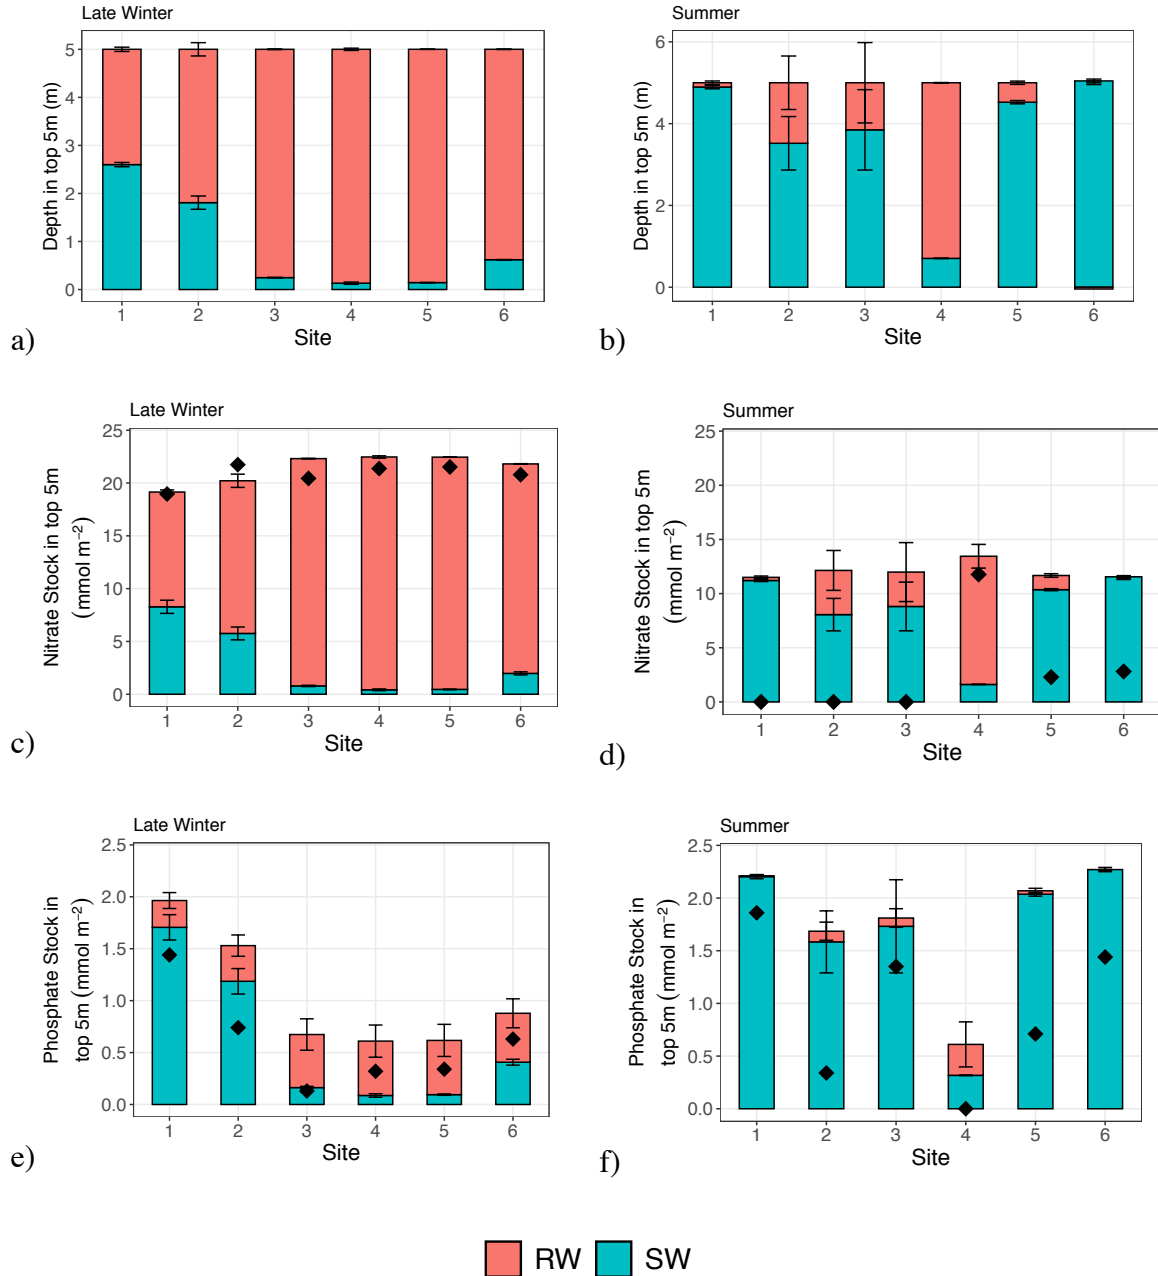 Late Winter
Depth in top 5m (m)
5
4
3
2
1
0
1 2 3 4 5 6
Site
a)
Summer
Depth in top 5m (m)
6
4
2
0
1 2 3 4 5 6
Site
b)
Late Winter
Nitrate Stock in top 5m
(mmol m−2)
25
20
15
10
5
0
1 2 3 4 5 6
Site
c)
Summer
Nitrate Stock in top 5m
(mmol m−2)
25
20
15
10
5
0
1 2 3 4 5 6
Site
d)
Late Winter
Phosphate Stock in
top 5m (mmol m−2)
2.5
2.0
1.5
1.0
0.5
0.0
1 2 3 4 5 6
Site
e)
Summer
Phosphate Stock in
top 5m (mmol m−2)
2.5
2.0
1.5
1.0
0.5
0.0
1 2 3 4 5 6
Site
f)
RW SW